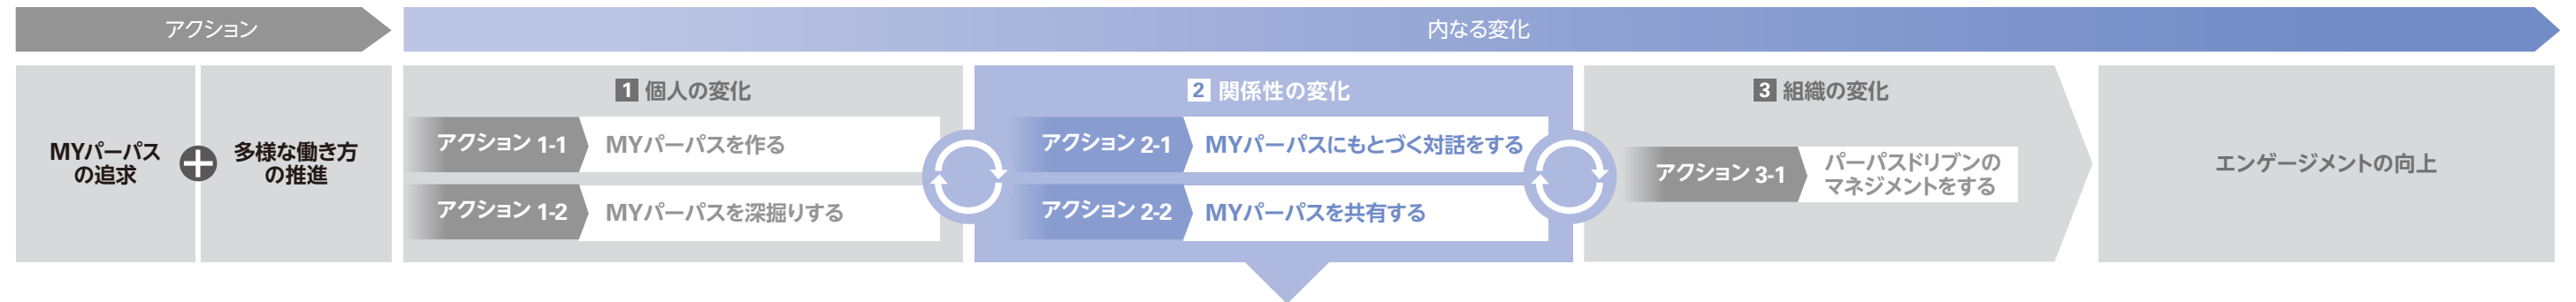 アクション
内なる変化
MYパーパス
の追求
多様な働き方
の推進
1 個人の変化
アクション 1-1
MYパーパスを作る
アクション 1-2
MYパーパスを深掘りする
2 関係性の変化
アクション 2-1
MYパーパスにもとづく対話をする
アクション 2-2
MYパーパスを共有する
3 組織の変化
アクション 3-1
パーパスドリブンの
マネジメントをする
エンゲージメントの向上